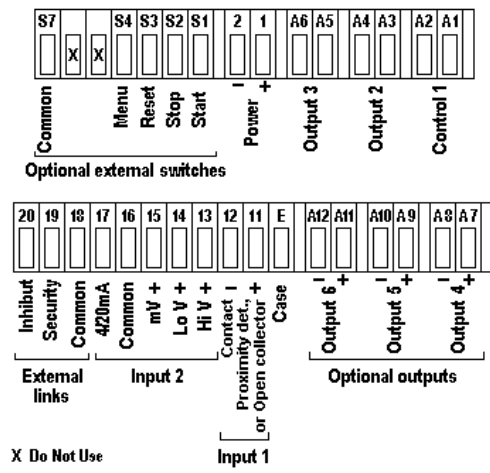 S7 X X S4 S3 S2 S1 2 1 A6 A5 A4 A3 A2 A1
Common
Menu
Reset
Stop
Start
− +
Power
Output 3
Output 2
Control 1
Optional external switches
20 19 18 17 16 15 14 13 12 11 E A12 A11 A10 A9 A8 A7
Inhibut
Security
Common
4/20mA
Common
mV +
Lo V +
Hi V +
Contact −
Proximity det., +
or Open collector
Case
− +
Output 6
− +
Output 5
− +
Output 4
External
links
Input 2
Optional outputs
Input 1
X Do Not Use